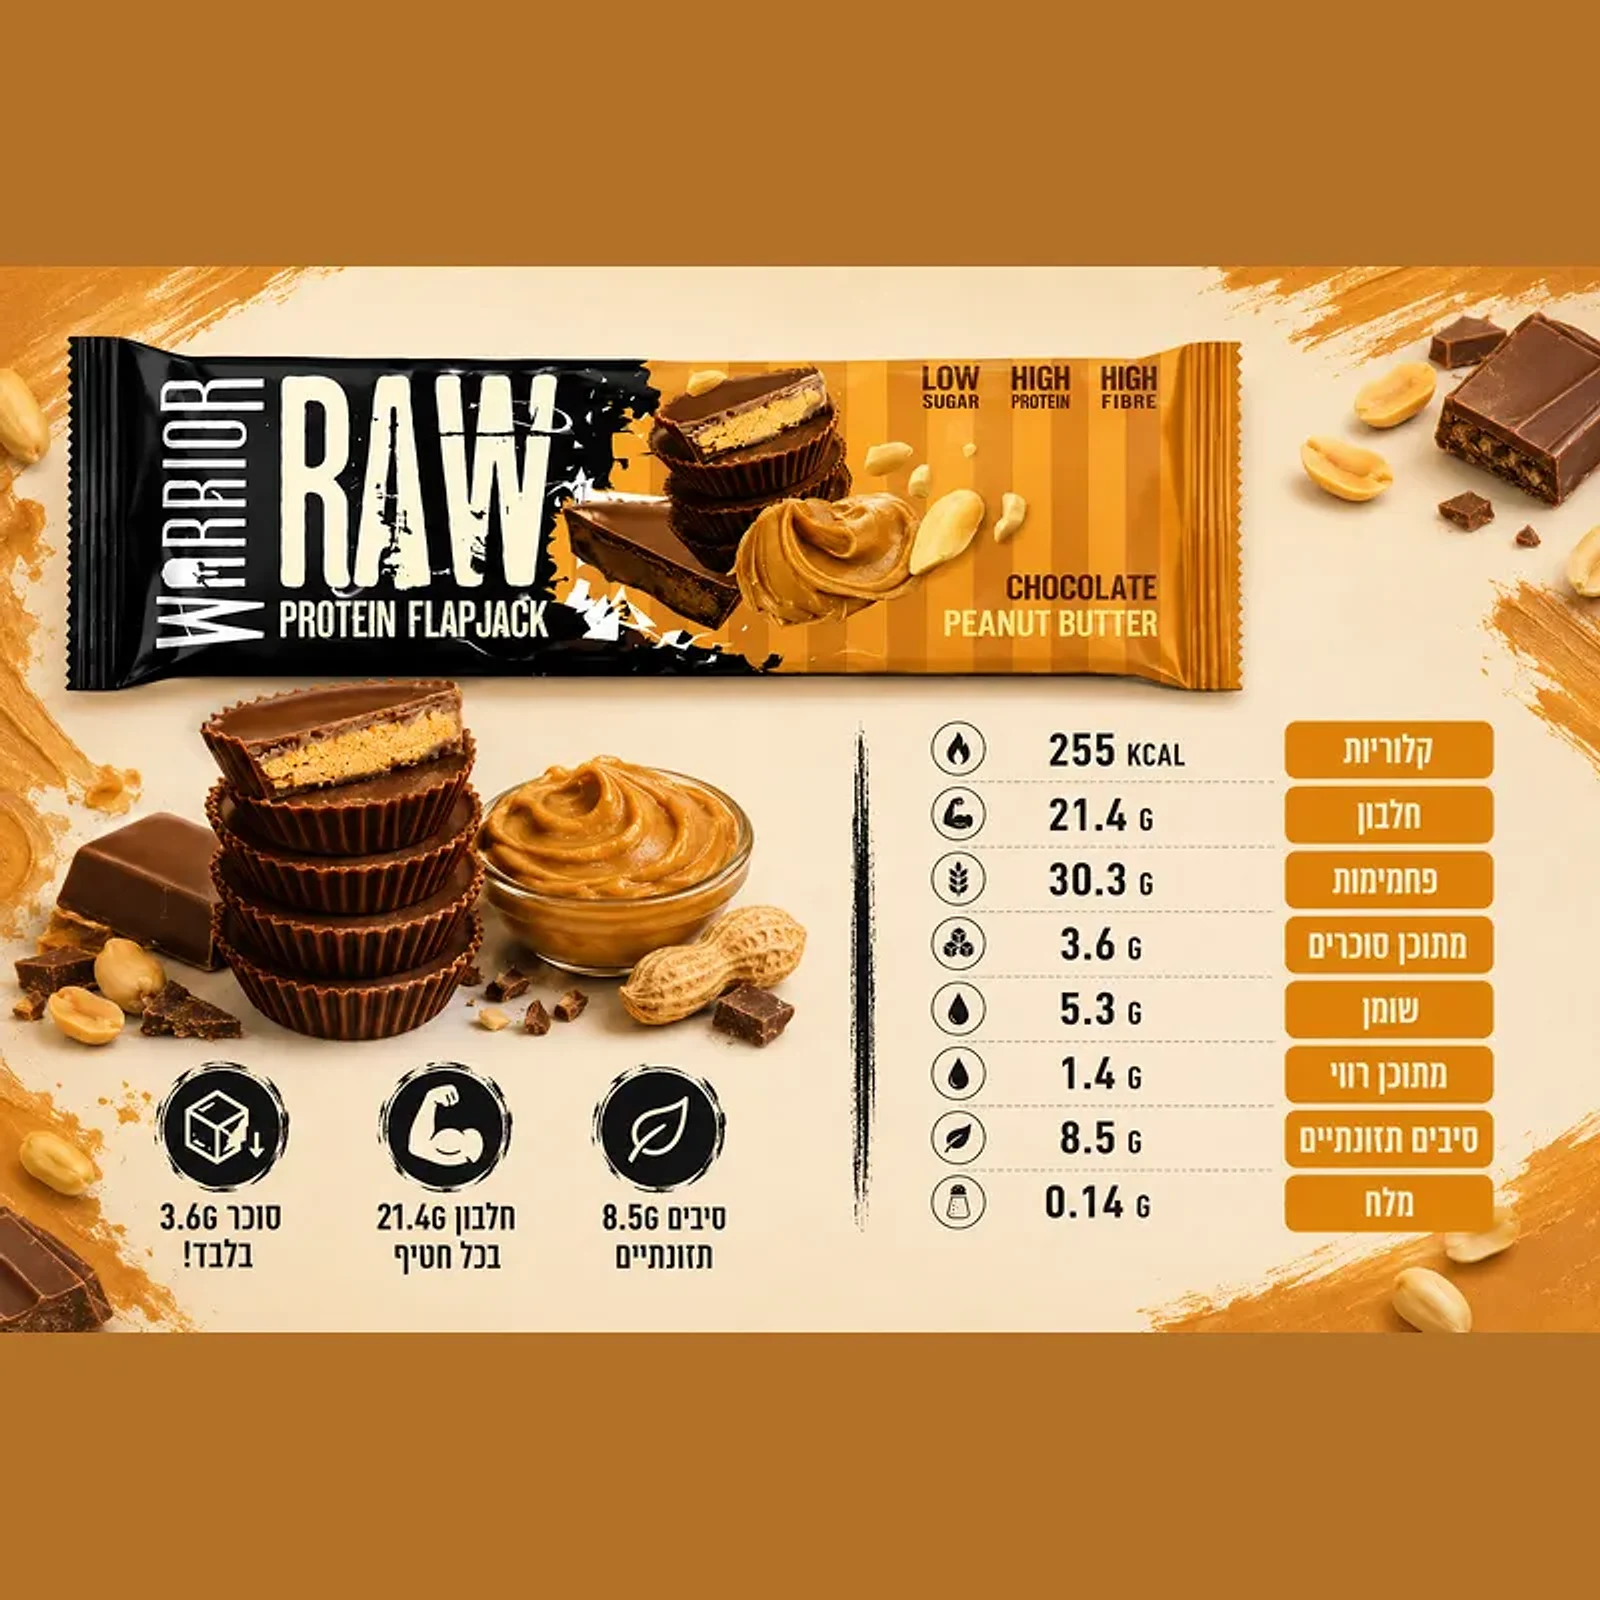 WARRIOR
RAW
PROTEIN FLAPJACK
LOW
SUGAR
HIGH
PROTEIN
HIGH
FIBRE
CHOCOLATE
PEANUT BUTTER
קלוריות 255 KCAL
חלבון 21.4 G
פחמימות 30.3 G
מתוכן סוכרים 3.6 G
שומן 5.3 G
מתוכן רווי 1.4 G
סיבים תזונתיים 8.5 G
מלח 0.14 G
סיבים 8.5G
תזונתיים
חלבון 21.4G
בכל חטיף
סוכר 3.6G
בלבד!